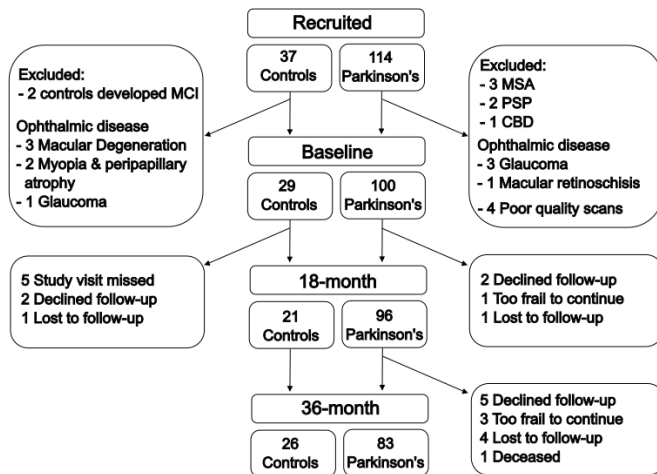 Recruited
37
Controls
114
Parkinson's
Excluded:
- 2 controls developed MCI
Ophthalmic disease
- 3 Macular Degeneration
- 2 Myopia & peripapillary
atrophy
- 1 Glaucoma
Excluded:
- 3 MSA
- 2 PSP
- 1 CBD
Ophthalmic disease
- 3 Glaucoma
- 1 Macular retinoschisis
- 4 Poor quality scans
Baseline
29
Controls
100
Parkinson's
5 Study visit missed
2 Declined follow-up
1 Lost to follow-up
2 Declined follow-up
1 Too frail to continue
1 Lost to follow-up
18-month
21
Controls
96
Parkinson's
5 Declined follow-up
3 Too frail to continue
4 Lost to follow-up
1 Deceased
36-month
26
Controls
83
Parkinson's